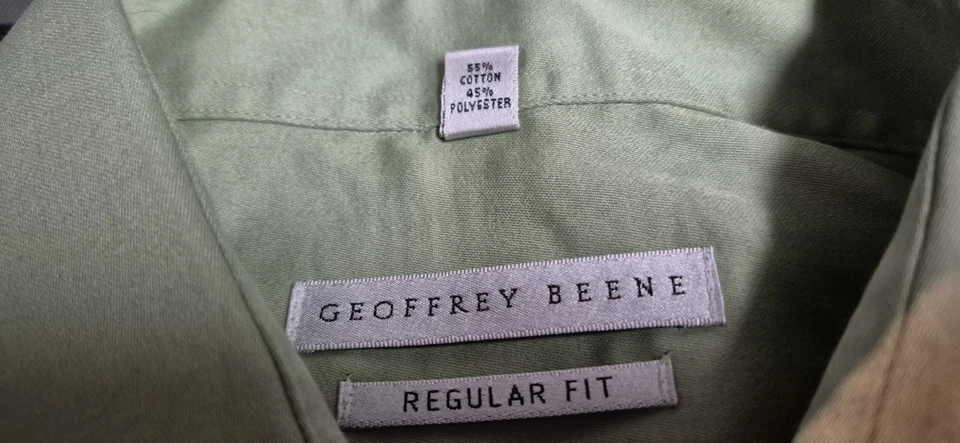 55%
COTTON
45%
POLYESTER
GEOFFREY BEENE
REGULAR FIT